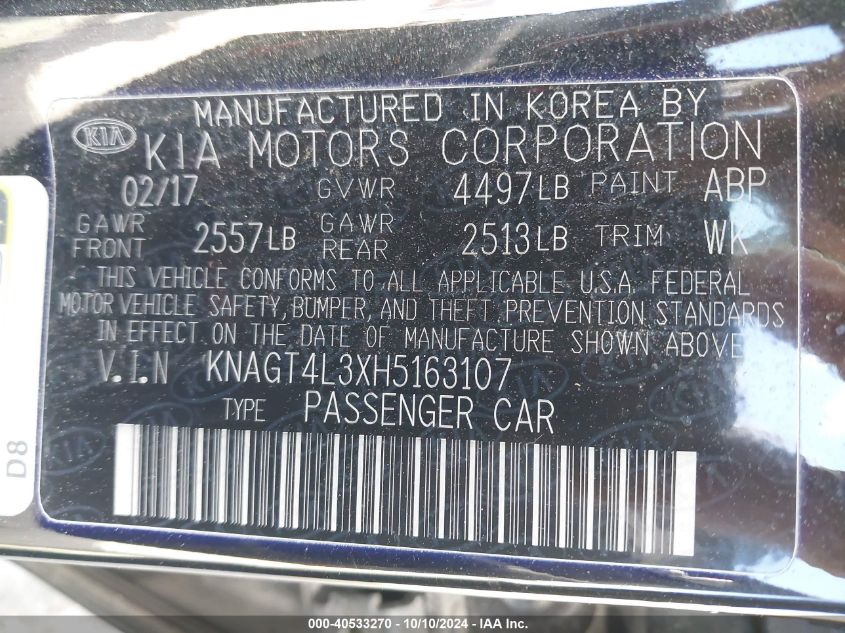 MANUFACTURED IN KOREA BY
KIA KIA MOTORS CORPORATION
02/17 GVWR 4497LB PAINT ABP
GAWR FRONT 2557LB GAWR REAR 2513LB TRIM WK
THIS VEHICLE CONFORMS TO ALL APPLICABLE U.S.A. FEDERAL
MOTOR VEHICLE SAFETY, BUMPER, AND THEFT PREVENTION STANDARDS
IN EFFECT ON THE DATE OF MANUFACTURE SHOWN ABOVE
V.I.N KNAGT4L3XH5163107
TYPE PASSENGER CAR
D8
000-40533270 - 10/10/2024 - IAAI.com